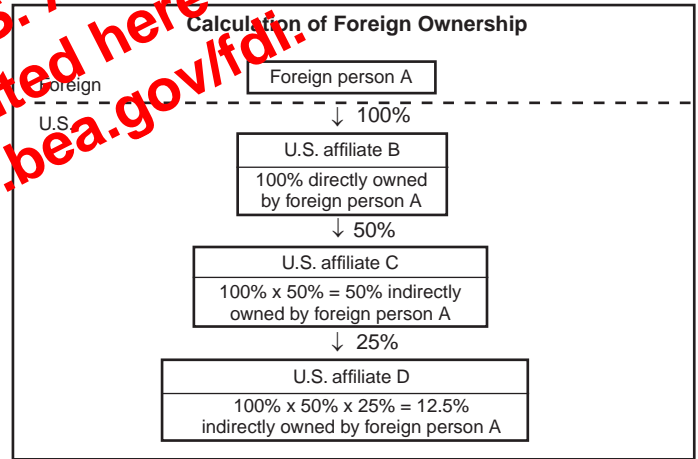 S.
ted here
.bea.gov/fdi.
Calculation of Foreign Ownership
Foreign
Foreign person A
U.S.
↓ 100%
U.S. affiliate B
100% directly owned
by foreign person A
↓ 50%
U.S. affiliate C
100% x 50% = 50% indirectly
owned by foreign person A
↓ 25%
U.S. affiliate D
100% x 50% x 25% = 12.5%
indirectly owned by foreign person A